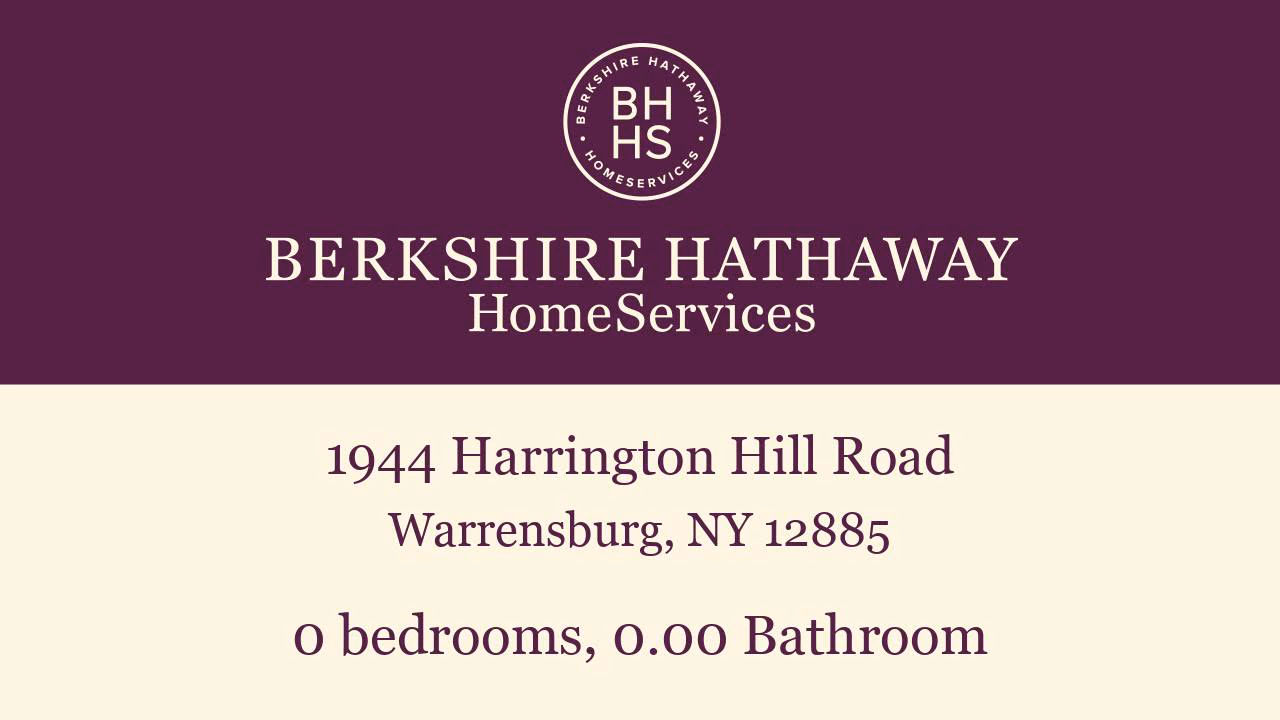 BERKSHIRE HATHAWAY
BH
HS
HOMESERVICES
BERKSHIRE HATHAWAY
HomeServices
1944 Harrington Hill Road
Warrensburg, NY 12885
0 bedrooms, 0.00 Bathroom